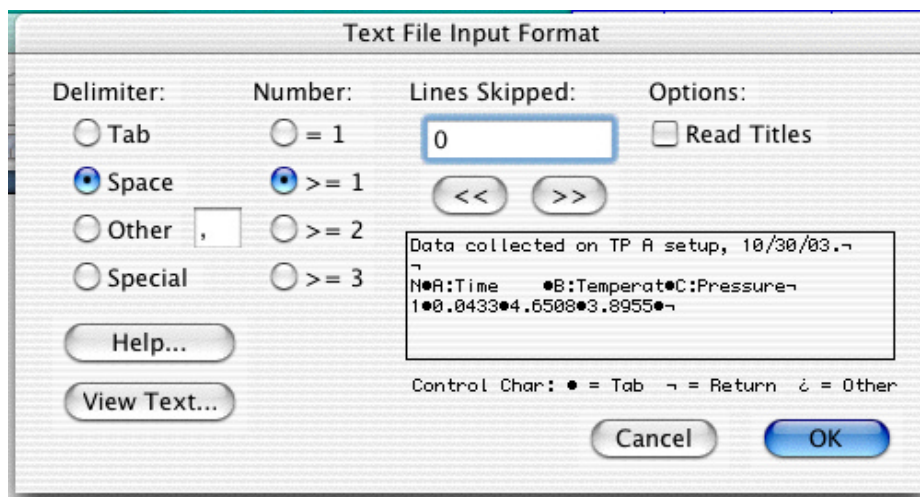 Text File Input Format
Delimiter: Number: Lines Skipped: Options:
Tab = 1 0 Read Titles
Space >= 1 << >>
Other , >= 2
Special >= 3
Data collected on TP A setup, 10/30/03.¬
¬
N●A:Time ●B:Temperat●C:Pressure¬
1●0.0433●4.6508●3.8955●¬
Help...
View Text...
Control Char: ● = Tab ¬ = Return ¿ = Other
Cancel OK